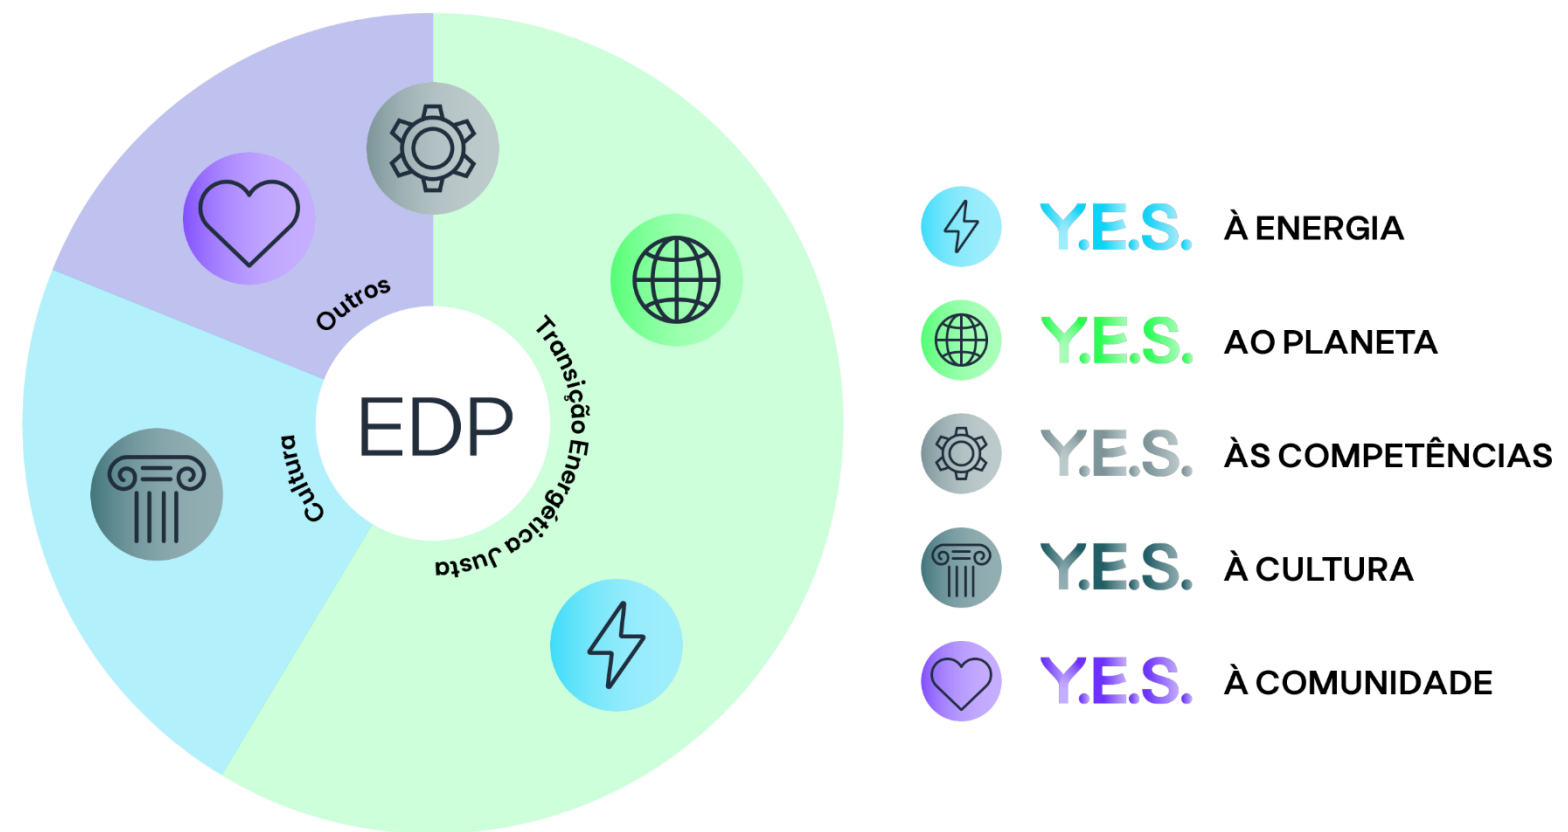 Outros
Transição Energética Justa
EDP
Cultura
Y.E.S. À ENERGIA
Y.E.S. AO PLANETA
Y.E.S. ÀS COMPETÊNCIAS
Y.E.S. À CULTURA
Y.E.S. À COMUNIDADE